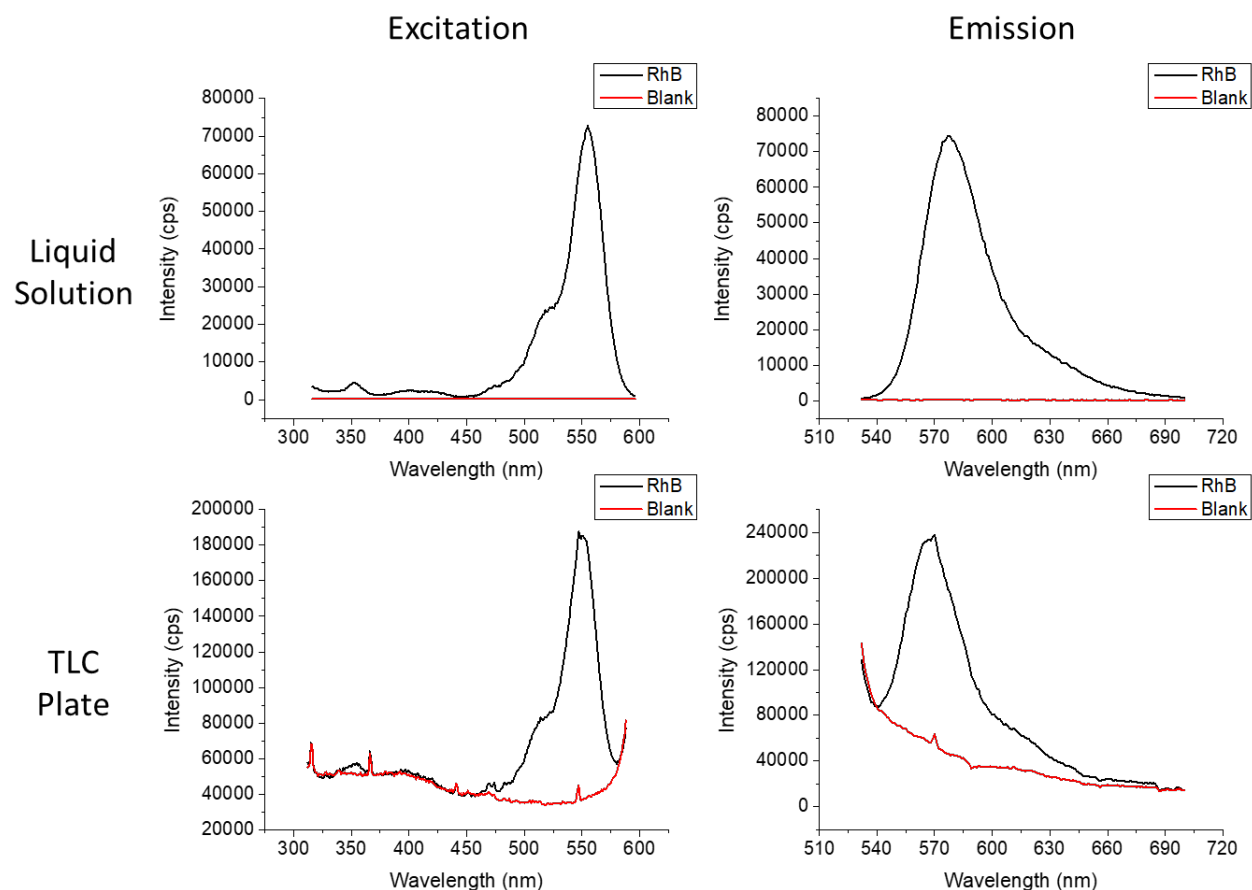 Excitation
Emission
Liquid
Solution
TLC
Plate
RhB
Blank
Intensity (cps)
80000
70000
60000
50000
40000
30000
20000
10000
0
300 350 400 450 500 550 600
Wavelength (nm)
RhB
Blank
Intensity (cps)
80000
70000
60000
50000
40000
30000
20000
10000
0
510 540 570 600 630 660 690 720
Wavelength (nm)
RhB
Blank
Intensity (cps)
200000
180000
160000
140000
120000
100000
80000
60000
40000
20000
300 350 400 450 500 550 600
Wavelength (nm)
RhB
Blank
Intensity (cps)
240000
200000
160000
120000
80000
40000
0
510 540 570 600 630 660 690 720
Wavelength (nm)